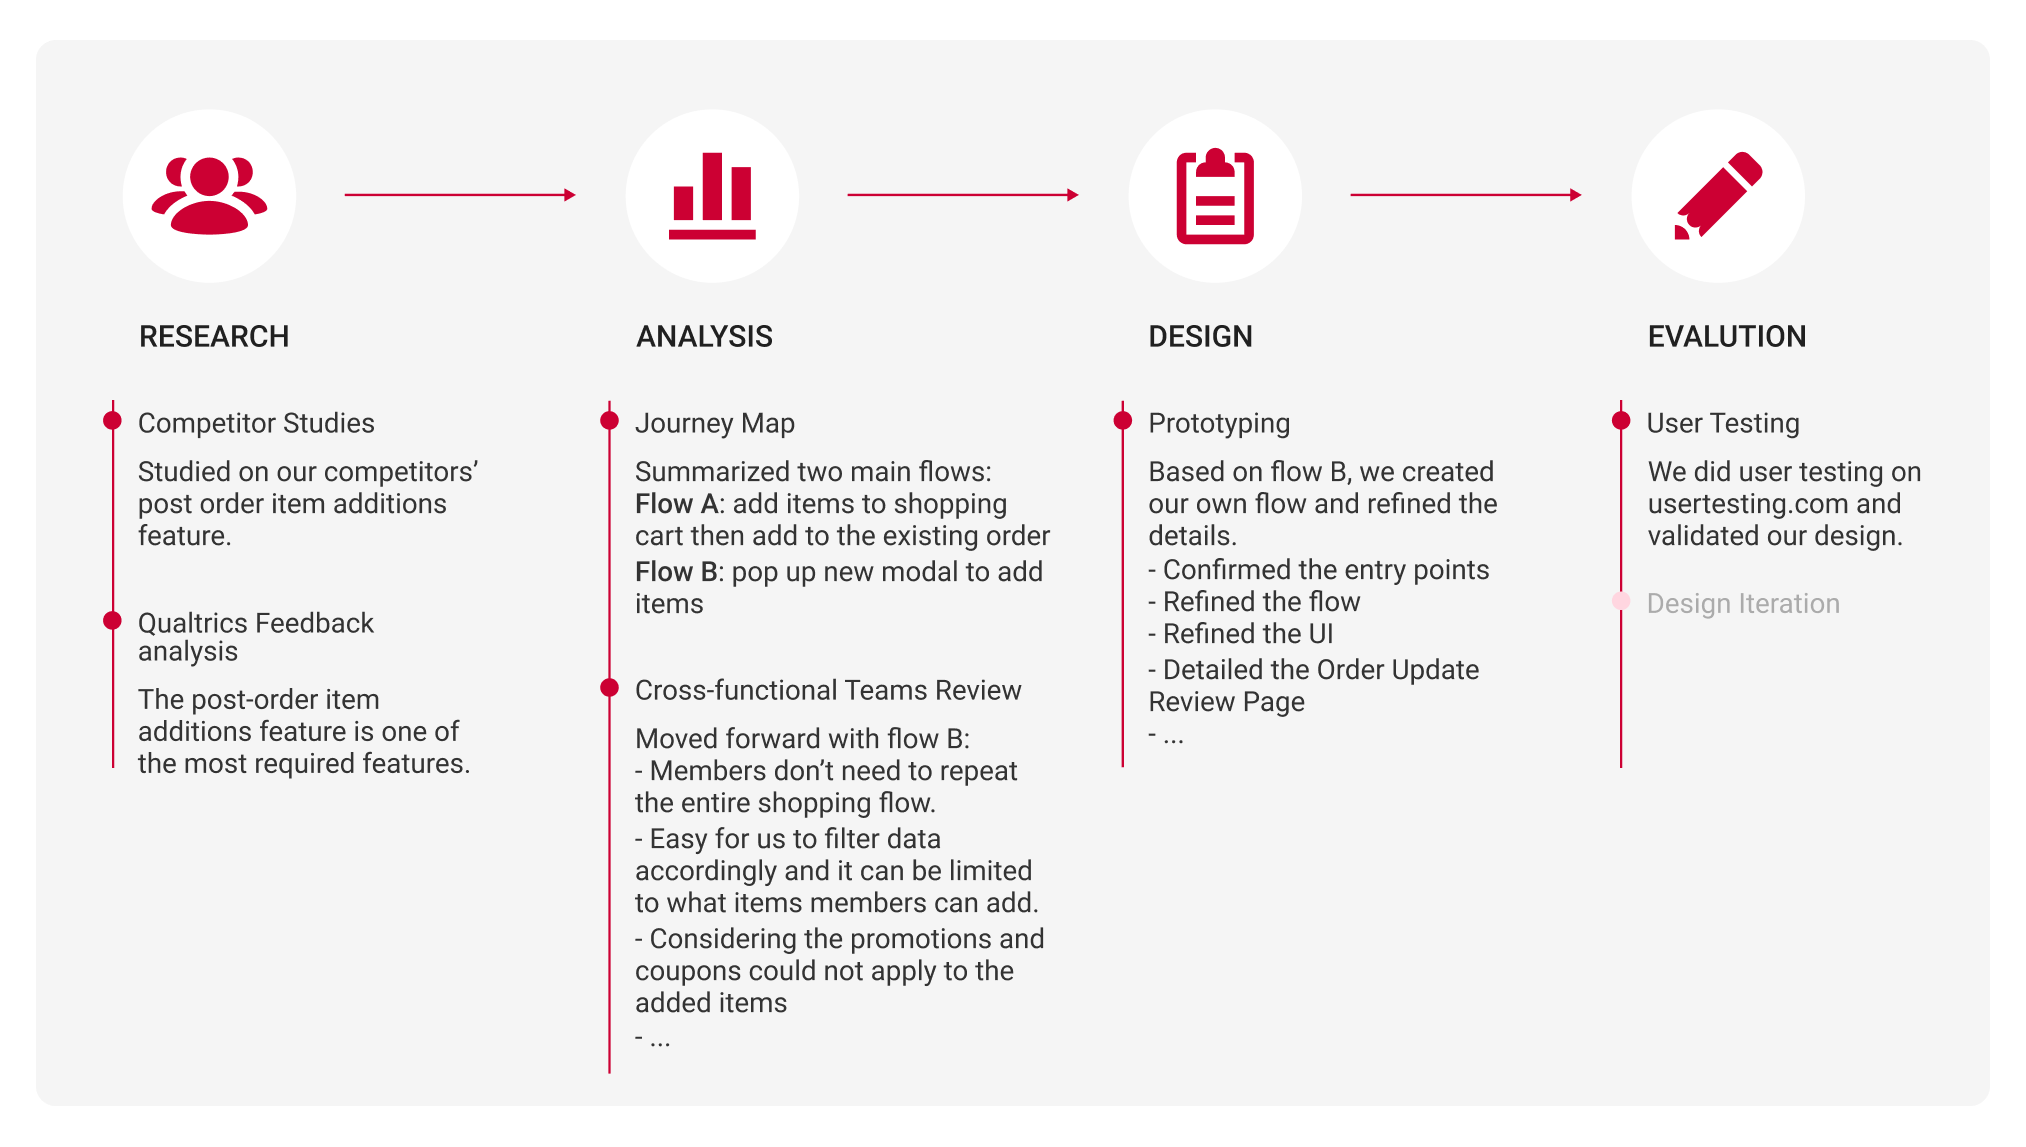 RESEARCH
Competitor Studies
Studied on our competitors’
post order item additions
feature.
Qualtrics Feedback
analysis
The post-order item
additions feature is one of
the most required features.
ANALYSIS
Journey Map
Summarized two main flows:
Flow A: add items to shopping
cart then add to the existing order
Flow B: pop up new modal to add
items
Cross-functional Teams Review
Moved forward with flow B:
- Members don’t need to repeat
the entire shopping flow.
- Easy for us to filter data
accordingly and it can be limited
to what items members can add.
- Considering the promotions and
coupons could not apply to the
added items
- ...
DESIGN
Prototyping
Based on flow B, we created
our own flow and refined the
details.
- Confirmed the entry points
- Refined the flow
- Refined the UI
- Detailed the Order Update
Review Page
- ...
EVALUTION
User Testing
We did user testing on
usertesting.com and
validated our design.
Design Iteration